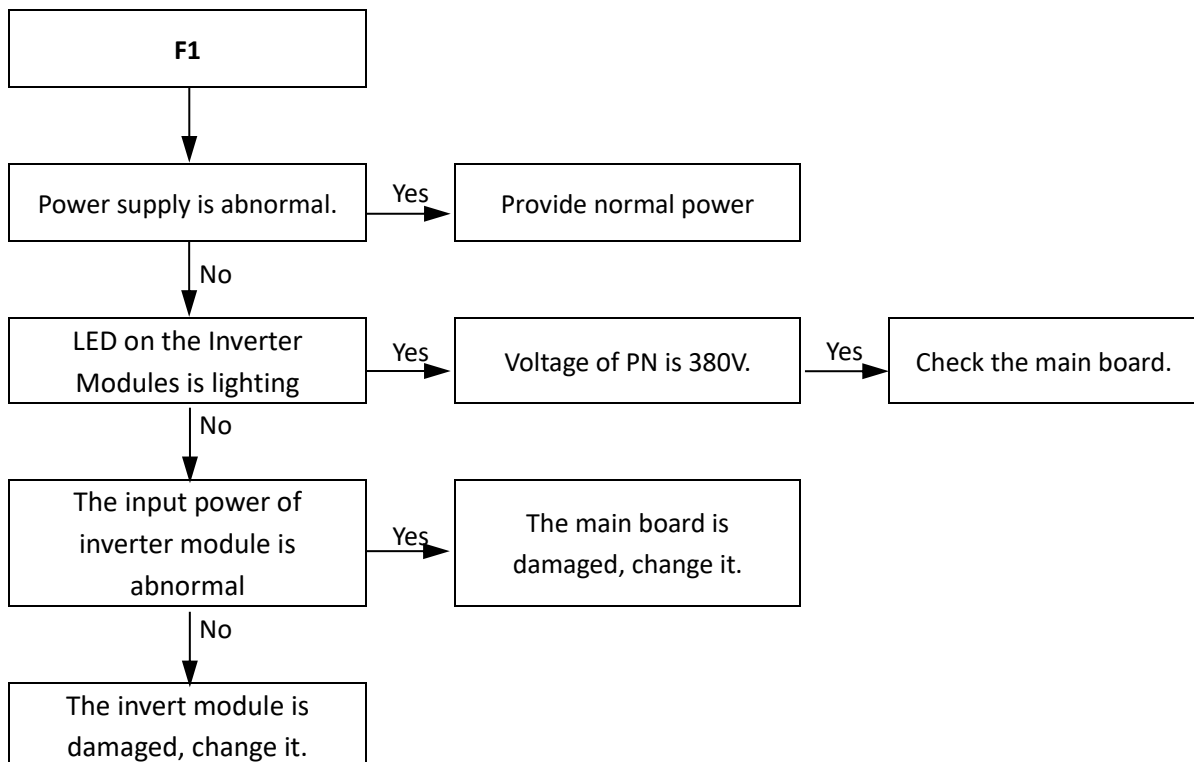 F1
Power supply is abnormal.
Yes
Provide normal power
No
LED on the Inverter
Modules is lighting
Yes
Voltage of PN is 380V.
Yes
Check the main board.
No
The input power of
inverter module is
abnormal
Yes
The main board is
damaged, change it.
No
The invert module is
damaged, change it.